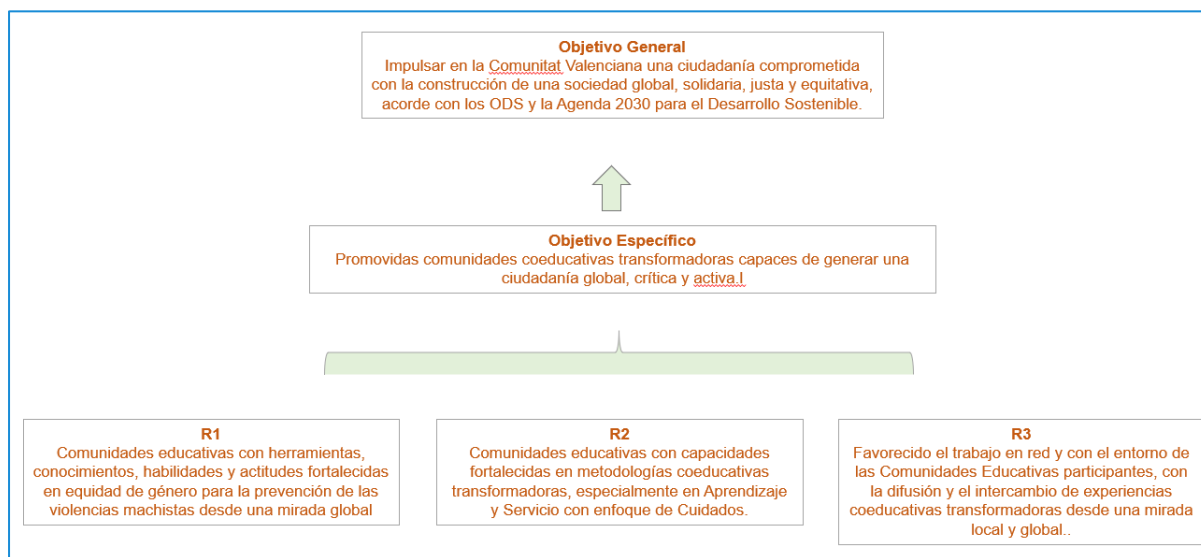 Objetivo General
Impulsar en la Comunitat Valenciana una ciudadanía comprometida
con la construcción de una sociedad global, solidaria, justa y equitativa,
acorde con los ODS y la Agenda 2030 para el Desarrollo Sostenible.
Objetivo Específico
Promovidas comunidades coeducativas transformadoras capaces de generar una
ciudadanía global, crítica y activa.I
R1
Comunidades educativas con herramientas,
conocimientos, habilidades y actitudes fortalecidas
en equidad de género para la prevención de las
violencias machistas desde una mirada global
R2
Comunidades educativas con capacidades
fortalecidas en metodologías coeducativas
transformadoras, especialmente en Aprendizaje
y Servicio con enfoque de Cuidados.
R3
Favorecido el trabajo en red y con el entorno de
las Comunidades Educativas participantes, con
la difusión y el intercambio de experiencias
coeducativas transformadoras desde una mirada
local y global..